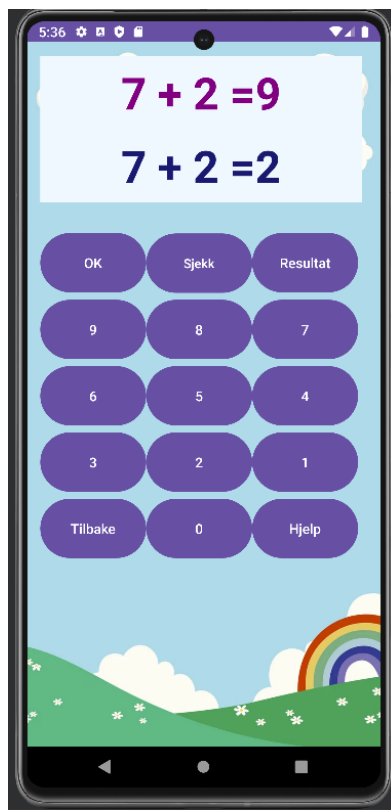 5:36
7 + 2 =9
7 + 2 =2
OK Sjekk Resultat
9 8 7
6 5 4
3 2 1
Tilbake 0 Hjelp